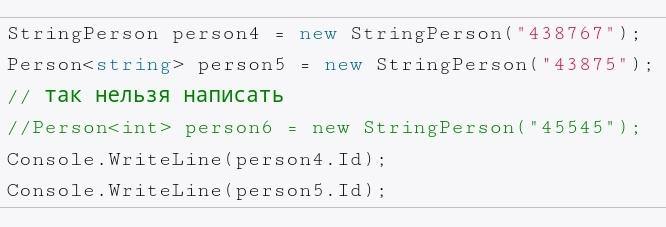 StringPerson person4 = new StringPerson("438767");
Person<string> person5 = new StringPerson("43875");
// так нельзя написать
//Person<int> person6 = new StringPerson("45545");
Console.WriteLine(person4.Id);
Console.WriteLine(person5.Id);